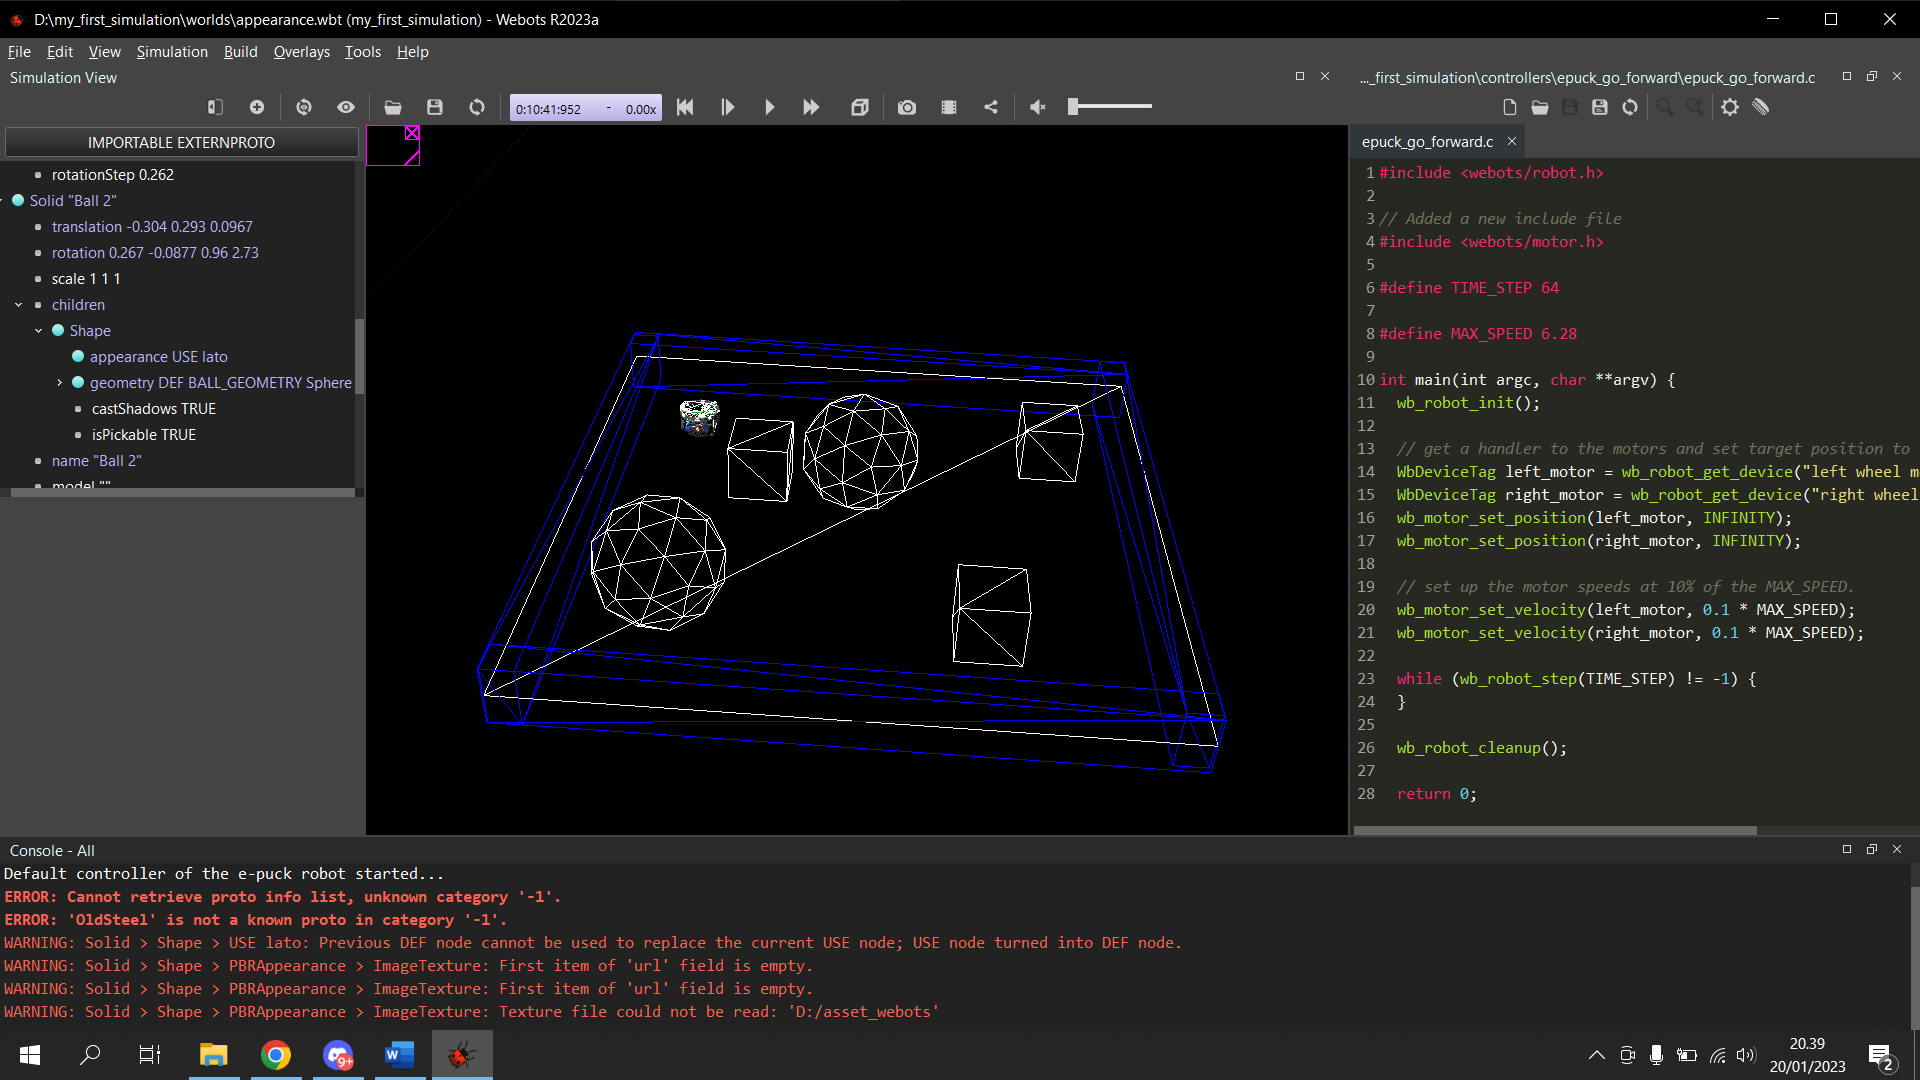 D:\my_first_simulation\worlds\appearance.wbt (my_first_simulation) - Webots R2023a
File Edit View Simulation Build Overlays Tools Help
Simulation View
..._first_simulation\controllers\epuck_go_forward\epuck_go_forward.c
0:10:41:952 - 0.00x
IMPORTABLE EXTERNPROTO
rotationStep 0.262
Solid "Ball 2"
translation -0.304 0.293 0.0967
rotation 0.267 -0.0877 0.96 2.73
scale 1 1 1
children
Shape
appearance USE lato
geometry DEF BALL_GEOMETRY Sphere
castShadows TRUE
isPickable TRUE
name "Ball 2"
model ""
epuck_go_forward.c
1 #include <webots/robot.h>
2
3 // Added a new include file
4 #include <webots/motor.h>
5
6 #define TIME_STEP 64
7
8 #define MAX_SPEED 6.28
9
10 int main(int argc, char **argv) {
11 wb_robot_init();
12
13 // get a handler to the motors and set target position to
14 WbDeviceTag left_motor = wb_robot_get_device("left wheel m
15 WbDeviceTag right_motor = wb_robot_get_device("right wheel
16 wb_motor_set_position(left_motor, INFINITY);
17 wb_motor_set_position(right_motor, INFINITY);
18
19 // set up the motor speeds at 10% of the MAX_SPEED.
20 wb_motor_set_velocity(left_motor, 0.1 * MAX_SPEED);
21 wb_motor_set_velocity(right_motor, 0.1 * MAX_SPEED);
22
23 while (wb_robot_step(TIME_STEP) != -1) {
24 }
25
26 wb_robot_cleanup();
27
28 return 0;
Console - All
Default controller of the e-puck robot started...
ERROR: Cannot retrieve proto info list, unknown category '-1'.
ERROR: 'OldSteel' is not a known proto in category '-1'.
WARNING: Solid > Shape > USE lato: Previous DEF node cannot be used to replace the current USE node; USE node turned into DEF node.
WARNING: Solid > Shape > PBRAppearance > ImageTexture: First item of 'url' field is empty.
WARNING: Solid > Shape > PBRAppearance > ImageTexture: First item of 'url' field is empty.
WARNING: Solid > Shape > PBRAppearance > ImageTexture: Texture file could not be read: 'D:/asset_webots'
9+
W
20.39
20/01/2023
2